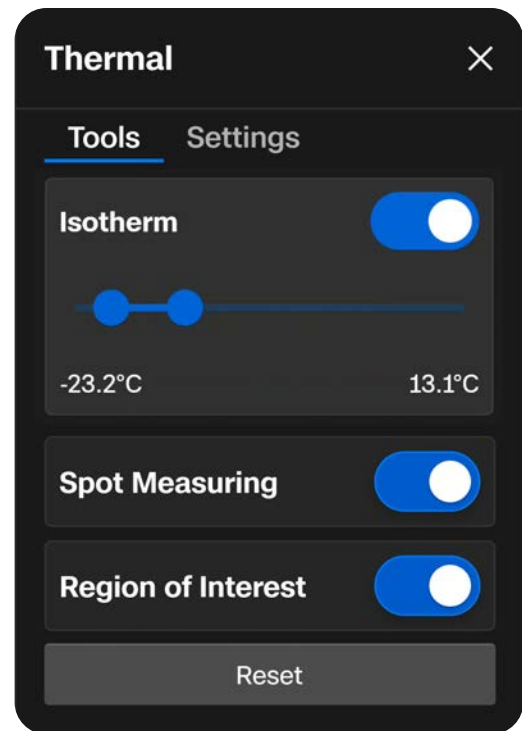 Thermal
Tools Settings
Isotherm
-23.2°C 13.1°C
Spot Measuring
Region of Interest
Reset